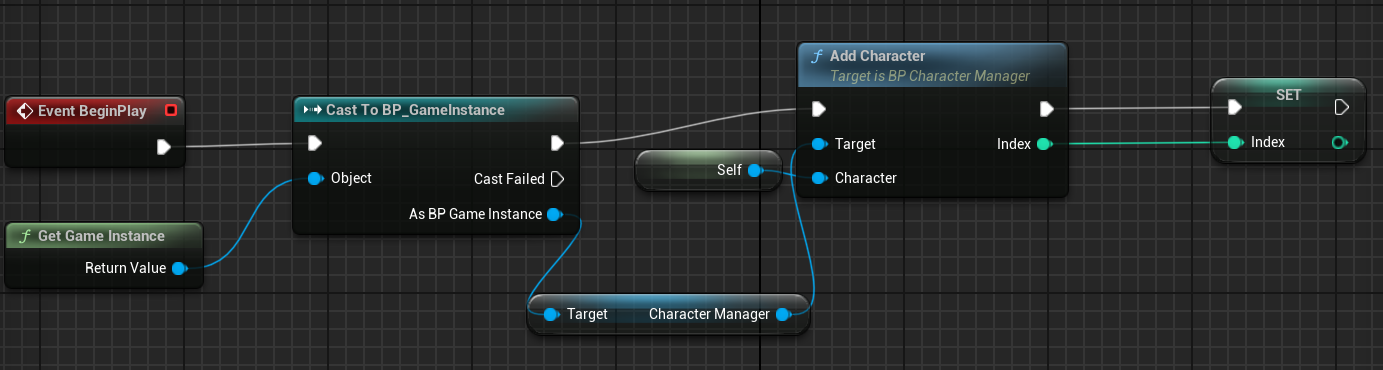 Event BeginPlay
Get Game Instance
Return Value
Cast To BP_GameInstance
Object
Cast Failed
As BP Game Instance
Target
Character Manager
Self
f Add Character
Target is BP Character Manager
Target
Index
Character
SET
Index